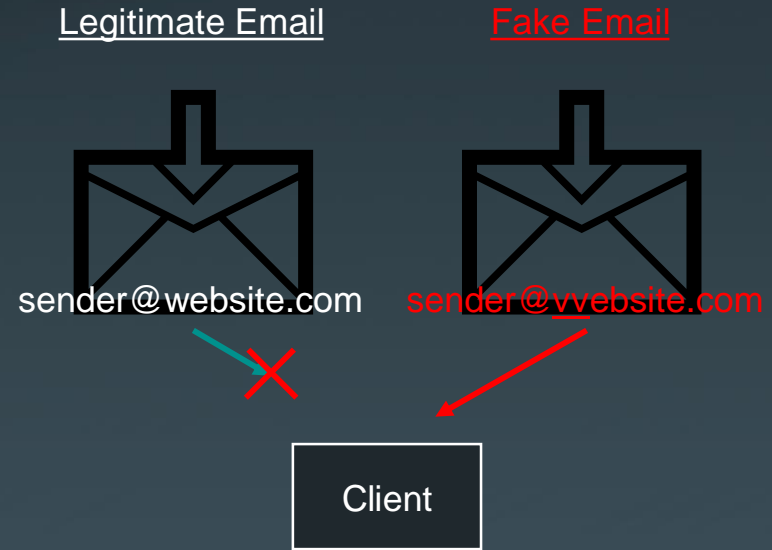 Legitimate Email
Fake Email
sender@website.com
sender@vvebsite.com
Client